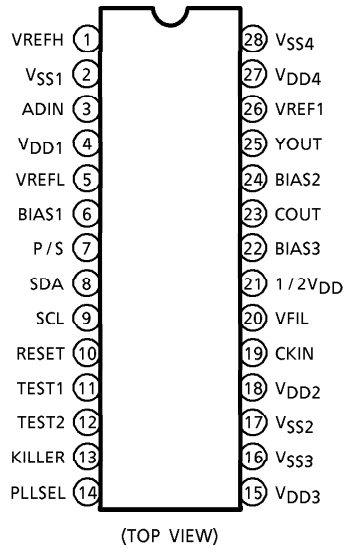 VREFH 1 28 VSS4
VSS1 2 27 VDD4
ADIN 3 26 VREF1
VDD1 4 25 YOUT
VREFL 5 24 BIAS2
BIAS1 6 23 COUT
P/S 7 22 BIAS3
SDA 8 21 1/2VDD
SCL 9 20 VFIL
RESET 10 19 CKIN
TEST1 11 18 VDD2
TEST2 12 17 VSS2
KILLER 13 16 VSS3
PLLSEL 14 15 VDD3
(TOP VIEW)